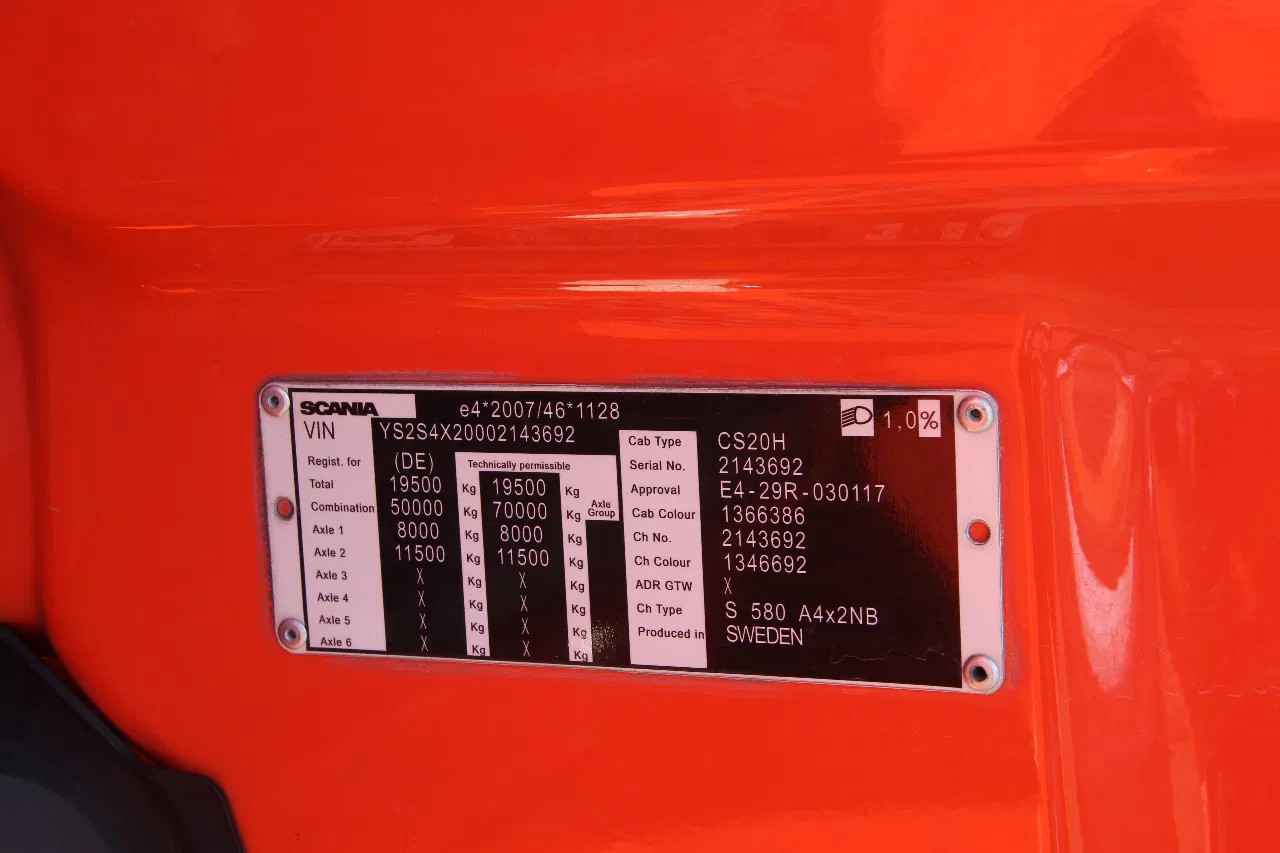 SCANIA e4*2007/46*1128 1,0%
VIN YS2S4X20002143692
Regist. for (DE) Technically permissible
Total 19500 Kg 19500 Kg
Combination 50000 Kg 70000 Kg Axle Group
Axle 1 8000 Kg 8000 Kg
Axle 2 11500 Kg 11500 Kg
Axle 3 X Kg X Kg
Axle 4 X Kg X Kg
Axle 5 X Kg X Kg
Axle 6 X Kg X Kg
Cab Type CS20H
Serial No. 2143692
Approval E4-29R-030117
Cab Colour 1366386
Ch No. 2143692
Ch Colour 1346692
ADR GTW X
Ch Type S 580 A4x2NB
Produced in SWEDEN